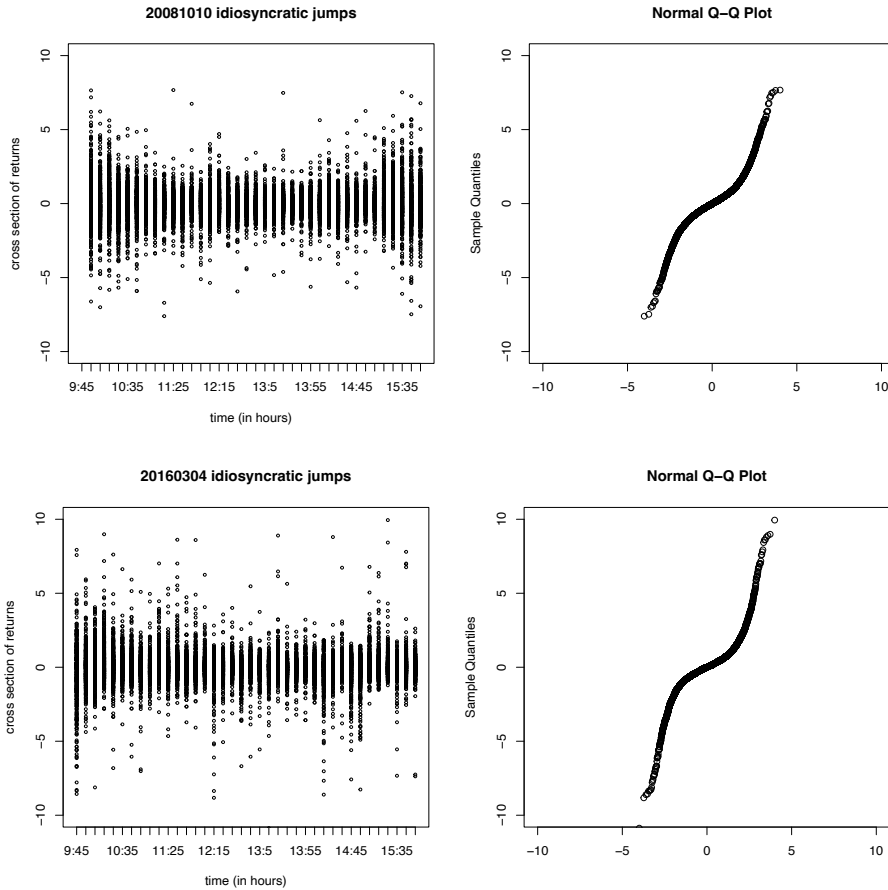 20081010 idiosyncratic jumps
cross section of returns
10
5
0
−5
−10
9:45 10:35 11:25 12:15 13:5 13:55 14:45 15:35
time (in hours)
Normal Q−Q Plot
Sample Quantiles
10
5
0
−5
−10
−10 −5 0 5 10
20160304 idiosyncratic jumps
cross section of returns
10
5
0
−5
−10
9:45 10:35 11:25 12:15 13:5 13:55 14:45 15:35
time (in hours)
Normal Q−Q Plot
Sample Quantiles
10
5
0
−5
−10
−10 −5 0 5 10